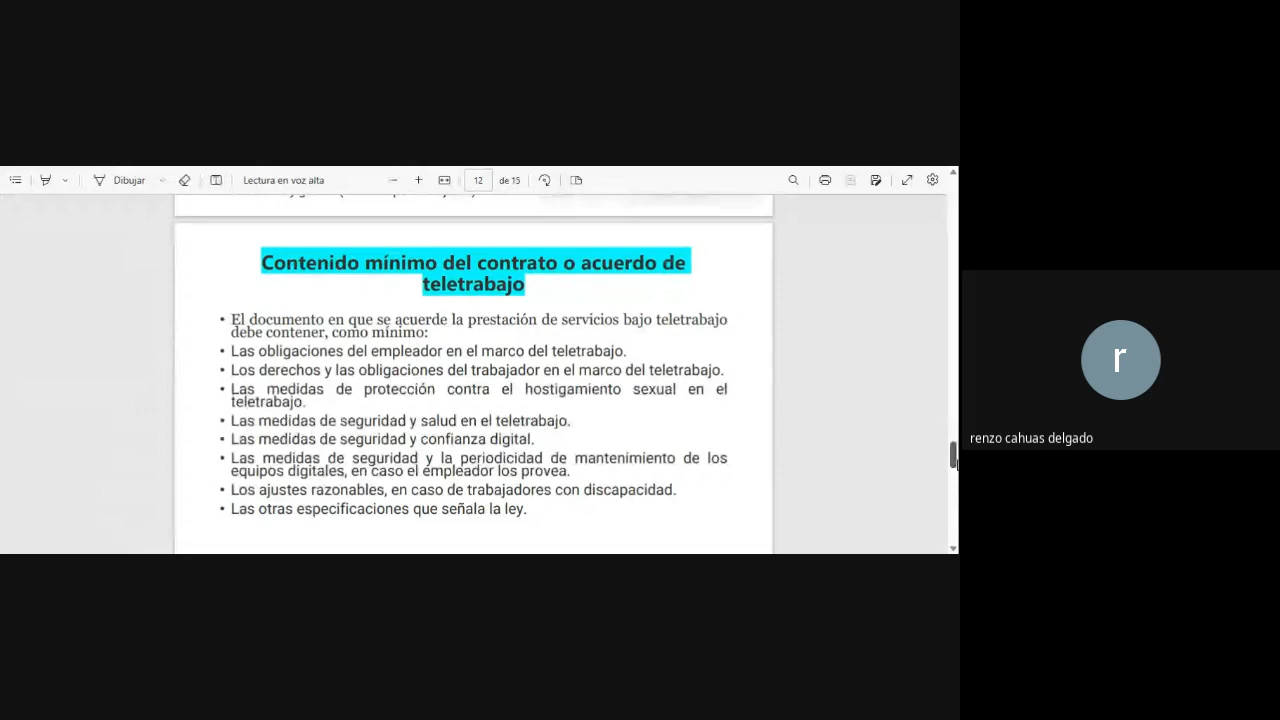 Dibujar
Lectura en voz alta
12
de 15
Contenido mínimo del contrato o acuerdo de
teletrabajo
• El documento en que se acuerde la prestación de servicios bajo teletrabajo
debe contener, como mínimo:
• Las obligaciones del empleador en el marco del teletrabajo.
• Los derechos y las obligaciones del trabajador en el marco del teletrabajo.
• Las medidas de protección contra el hostigamiento sexual en el
teletrabajo.
• Las medidas de seguridad y salud en el teletrabajo.
• Las medidas de seguridad y confianza digital.
• Las medidas de seguridad y la periodicidad de mantenimiento de los
equipos digitales, en caso el empleador los provea.
• Los ajustes razonables, en caso de trabajadores con discapacidad.
• Las otras especificaciones que señala la ley.
r
renzo cahuas delgado